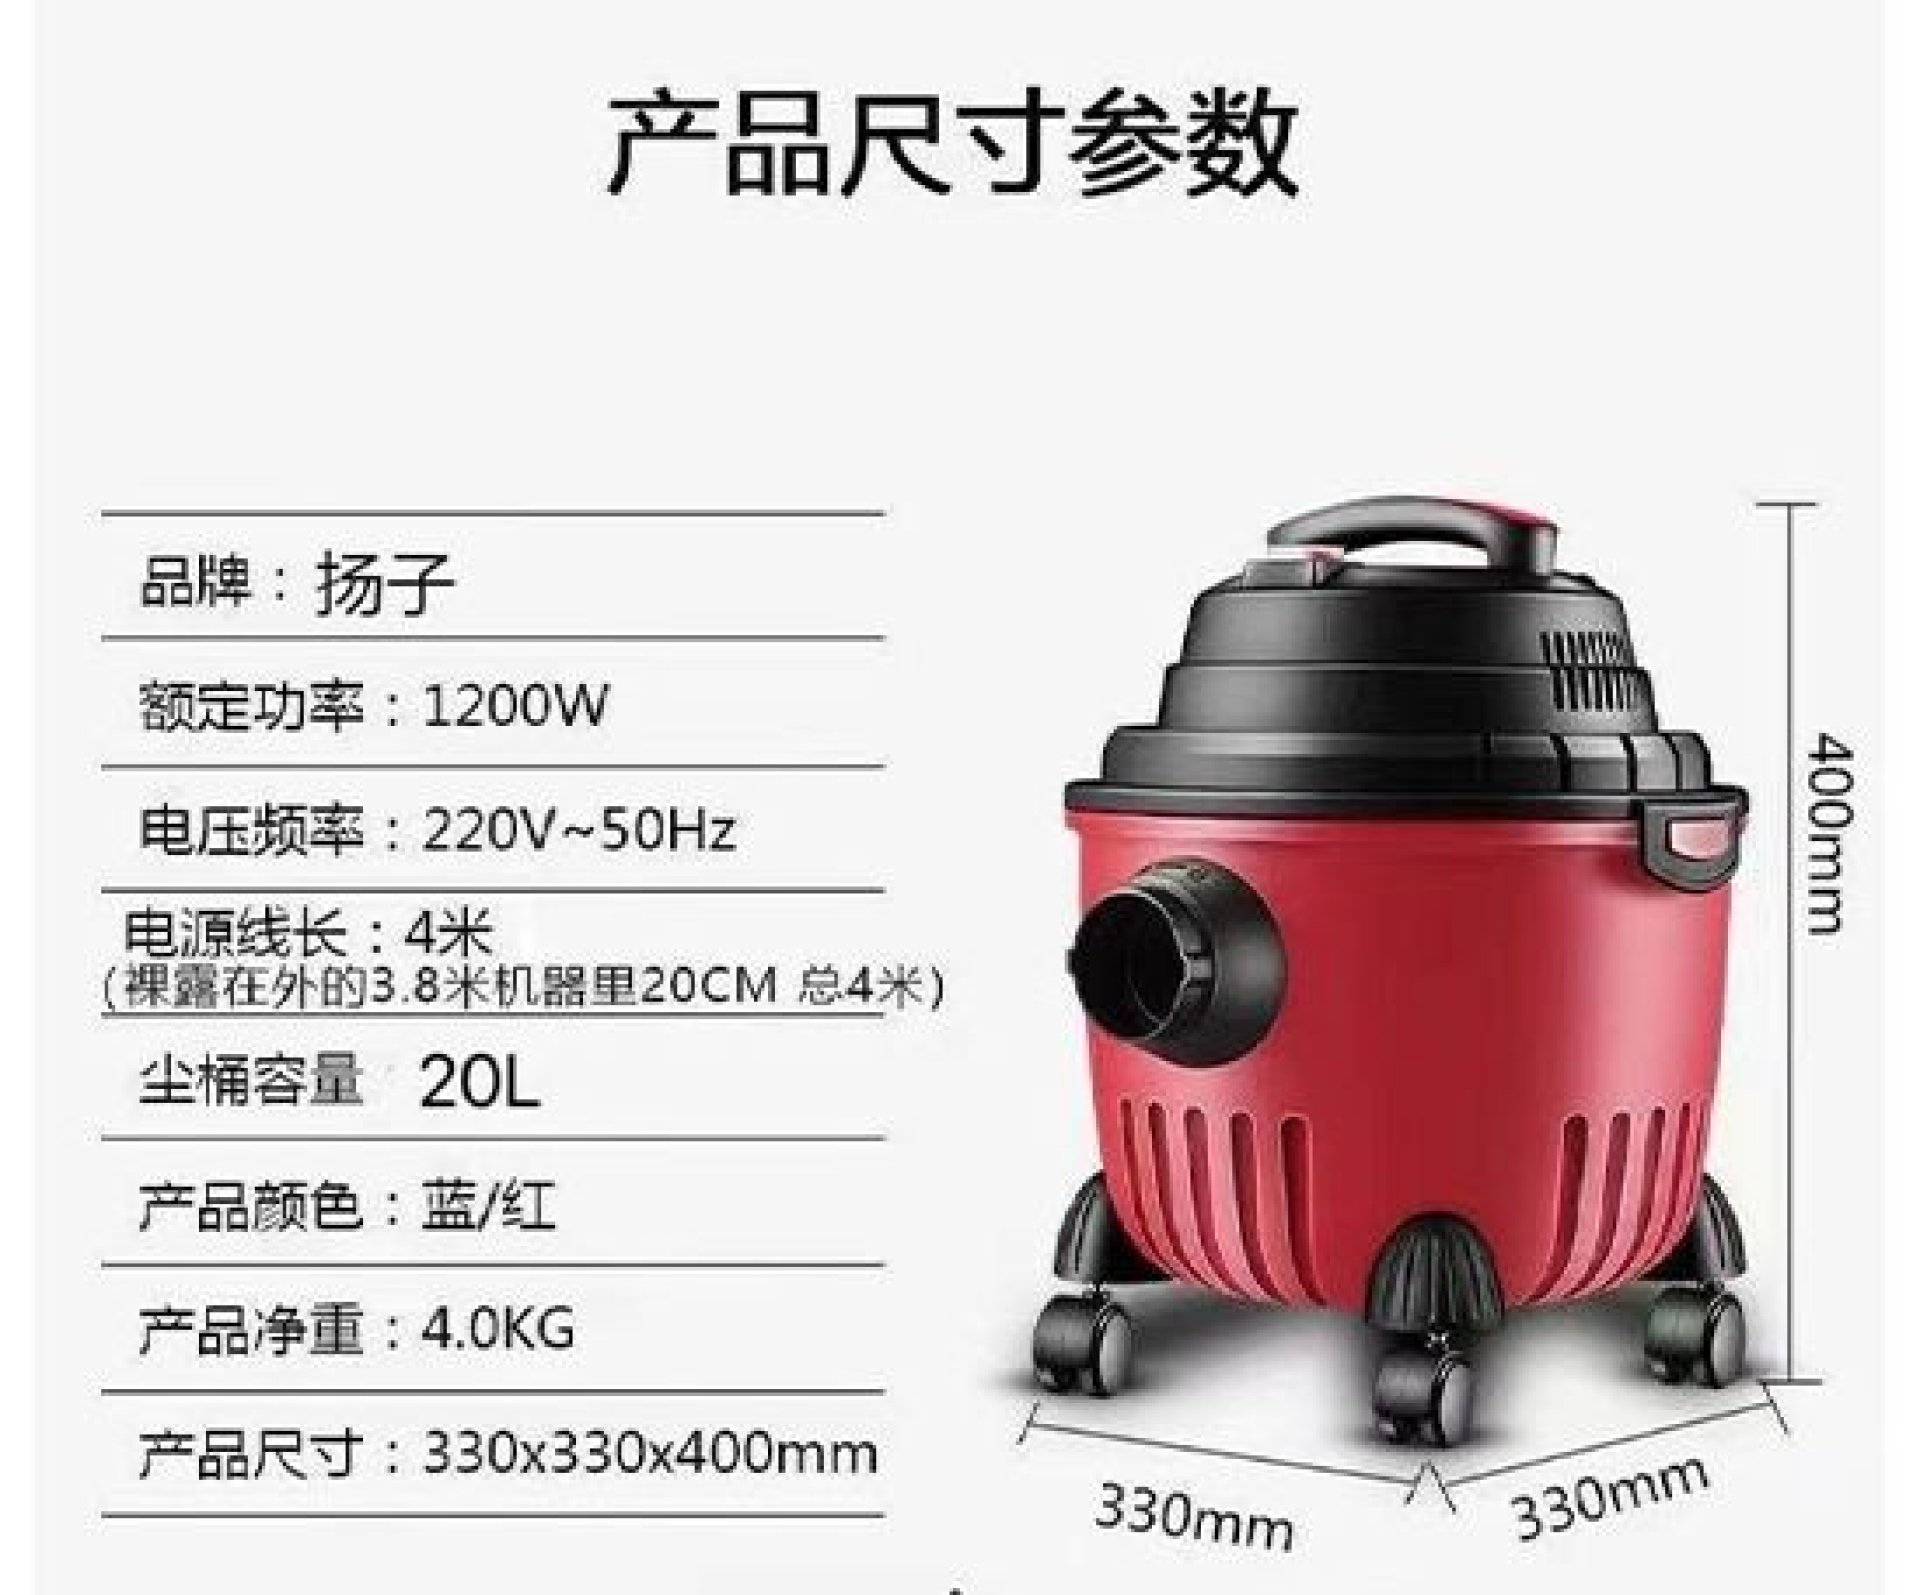 产品尺寸参数
品牌：扬子
额定功率：1200W
电压频率：220V~50Hz
电源线长：4米
(裸露在外的3.8米机器里20CM 总4米)
尘桶容量 20L
产品颜色：蓝/红
产品净重：4.0KG
产品尺寸：330x330x400mm
400mm
330mm
330mm